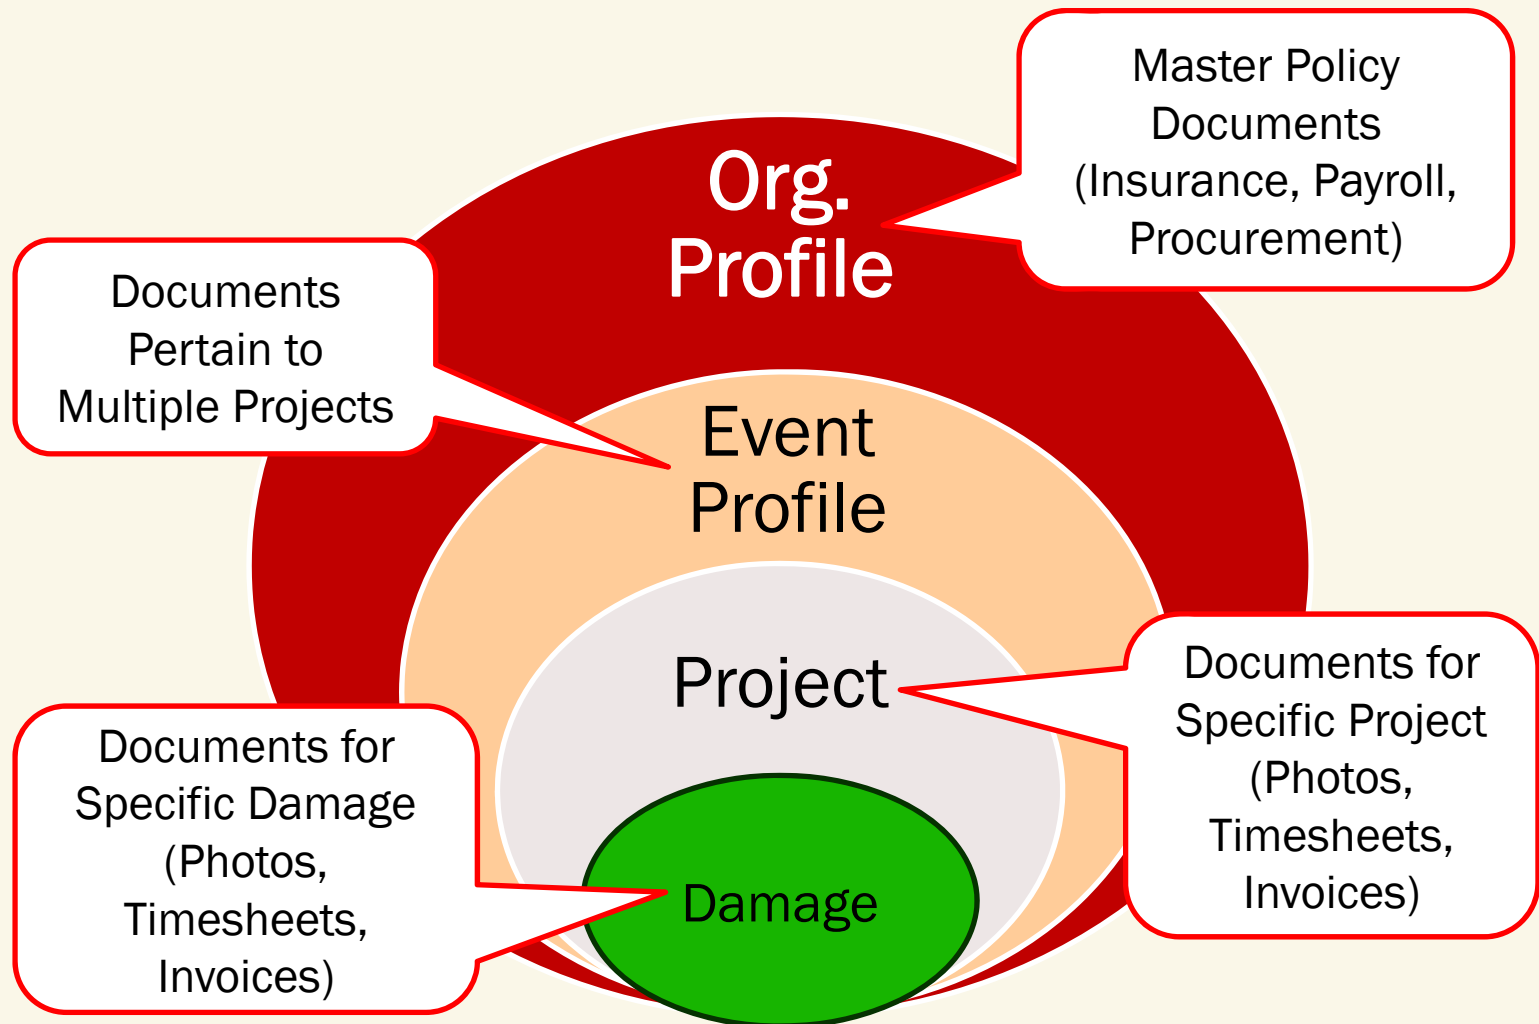 Master Policy
Documents
(Insurance, Payroll,
Procurement)
Org.
Profile
Documents
Pertain to
Multiple Projects
Event
Profile
Project
Documents for
Specific Project
(Photos,
Timesheets,
Invoices)
Documents for
Specific Damage
(Photos,
Timesheets,
Invoices)
Damage